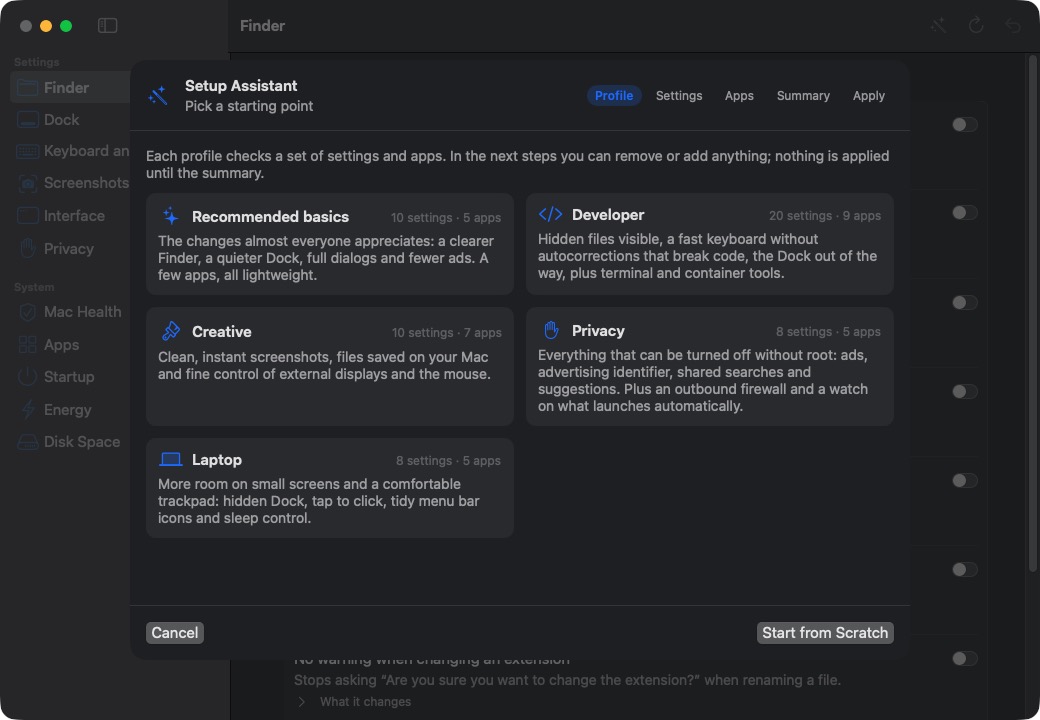 Finder
Settings
Finder
Dock
Keyboard an
Screenshots
Interface
Privacy
System
Mac Health
Apps
Startup
Energy
Disk Space
Setup Assistant
Pick a starting point
Profile
Settings
Apps
Summary
Apply
Each profile checks a set of settings and apps. In the next steps you can remove or add anything; nothing is applied
until the summary.
Recommended basics
10 settings · 5 apps
The changes almost everyone appreciates: a clearer
Finder, a quieter Dock, full dialogs and fewer ads. A
few apps, all lightweight.
Developer
20 settings · 9 apps
Hidden files visible, a fast keyboard without
autocorrections that break code, the Dock out of the
way, plus terminal and container tools.
Creative
10 settings · 7 apps
Clean, instant screenshots, files saved on your Mac
and fine control of external displays and the mouse.
Privacy
8 settings · 5 apps
Everything that can be turned off without root: ads,
advertising identifier, shared searches and
suggestions. Plus an outbound firewall and a watch
on what launches automatically.
Laptop
8 settings · 5 apps
More room on small screens and a comfortable
trackpad: hidden Dock, tap to click, tidy menu bar
icons and sleep control.
Cancel
Start from Scratch
No warning when changing an extension
Stops asking “Are you sure you want to change the extension?” when renaming a file.
What it changes